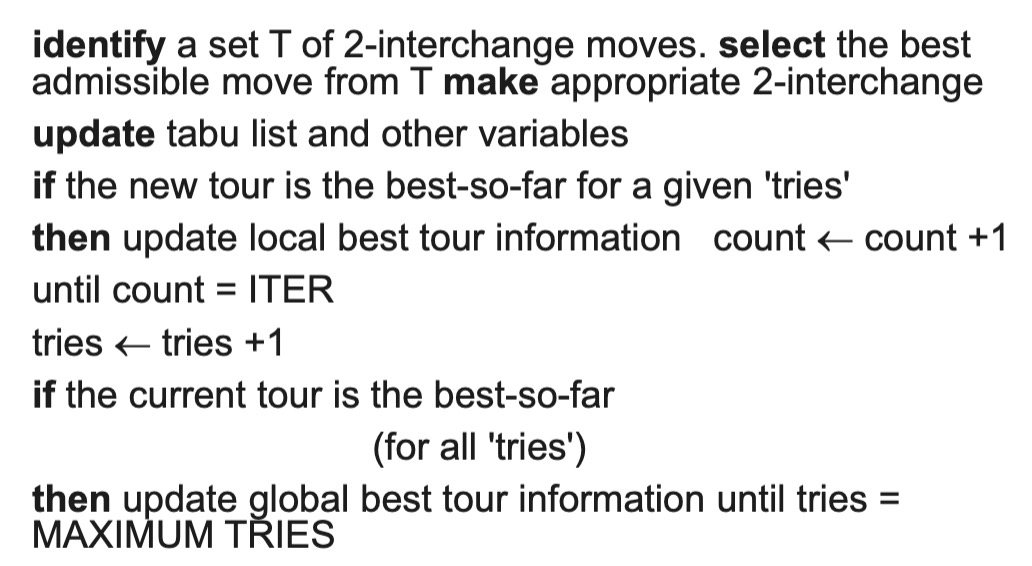 identify a set T of 2-interchange moves. select the best
admissible move from T make appropriate 2-interchange
update tabu list and other variables
if the new tour is the best-so-far for a given 'tries'
then update local best tour information count ← count +1
until count = ITER
tries ← tries +1
if the current tour is the best-so-far
(for all 'tries')
then update global best tour information until tries =
MAXIMUM TRIES